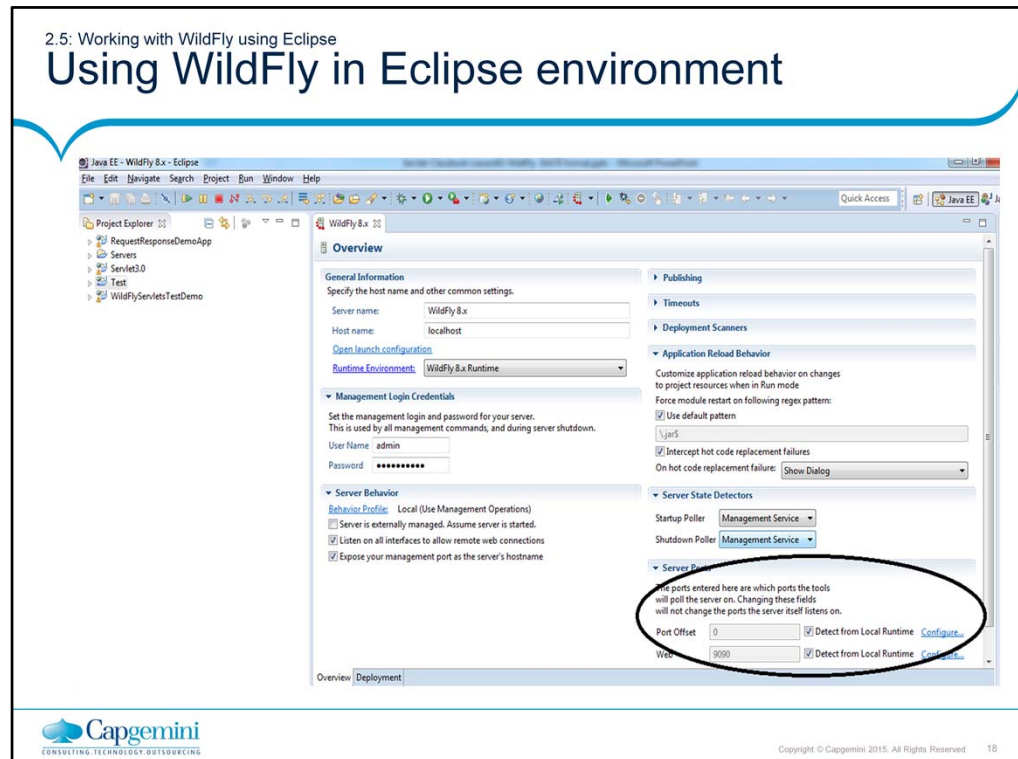 2.5: Working with WildFly using Eclipse
Using WildFly in Eclipse environment
Java EE - WildFly 8.x - Eclipse
File Edit Navigate Search Project Run Window Help
Quick Access
Java EE
Project Explorer
RequestResponseDemoApp
Servers
Servlet3.0
Test
WildFlyServletsTestDemo
WildFly 8.x
Overview
General Information
Specify the host name and other common settings.
Server name: WildFly 8.x
Host name: localhost
Open launch configuration
Runtime Environment: WildFly 8.x Runtime
Management Login Credentials
Set the management login and password for your server.
This is used by all management commands, and during server shutdown.
User Name admin
Password ••••••••••
Server Behavior
Behavior Profile: Local (Use Management Operations)
Server is externally managed. Assume server is started.
Listen on all interfaces to allow remote web connections
Expose your management port as the server's hostname
Publishing
Timeouts
Deployment Scanners
Application Reload Behavior
Customize application reload behavior on changes
to project resources when in Run mode
Force module restart on following regex pattern:
Use default pattern
\.jar$
Intercept hot code replacement failures
On hot code replacement failure: Show Dialog
Server State Detectors
Startup Poller Management Service
Shutdown Poller Management Service
Server Ports
The ports entered here are which ports the tools
will poll the server on. Changing these fields
will not change the ports the server itself listens on.
Port Offset 0 Detect from Local Runtime Configure...
Web 9090 Detect from Local Runtime Configure...
Overview Deployment
Capgemini
CONSULTING.TECHNOLOGY.OUTSOURCING
Copyright © Capgemini 2015. All Rights Reserved 18